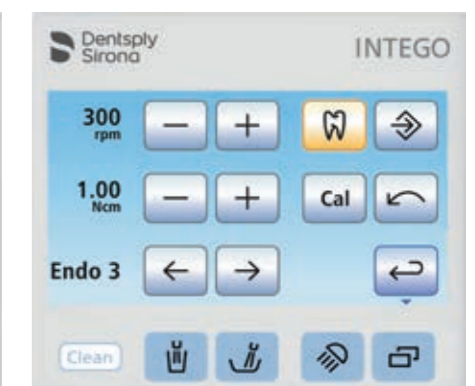 Dentsply
Sirona
INTEGO
300
rpm
1.00
Ncm
Cal
Endo 3
Clean